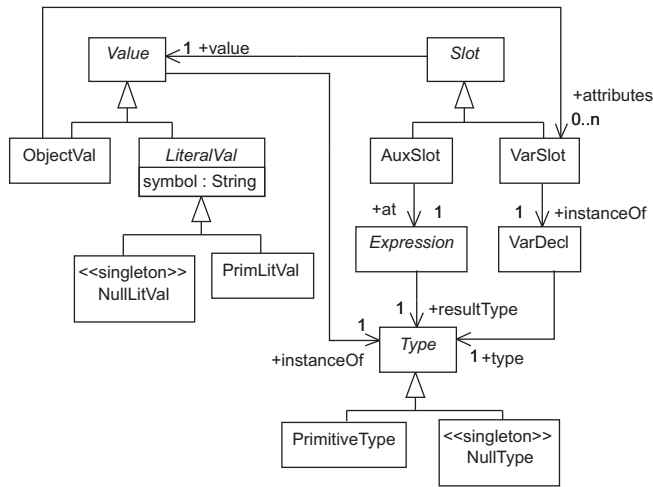 Value
1 +value
Slot
+attributes
0..n
ObjectVal
LiteralVal
symbol : String
AuxSlot
VarSlot
+at 1
1 +instanceOf
<<singleton>>
NullLitVal
PrimLitVal
Expression
VarDecl
1 +resultType
1
+instanceOf
Type
1 +type
PrimitiveType
<<singleton>>
NullType